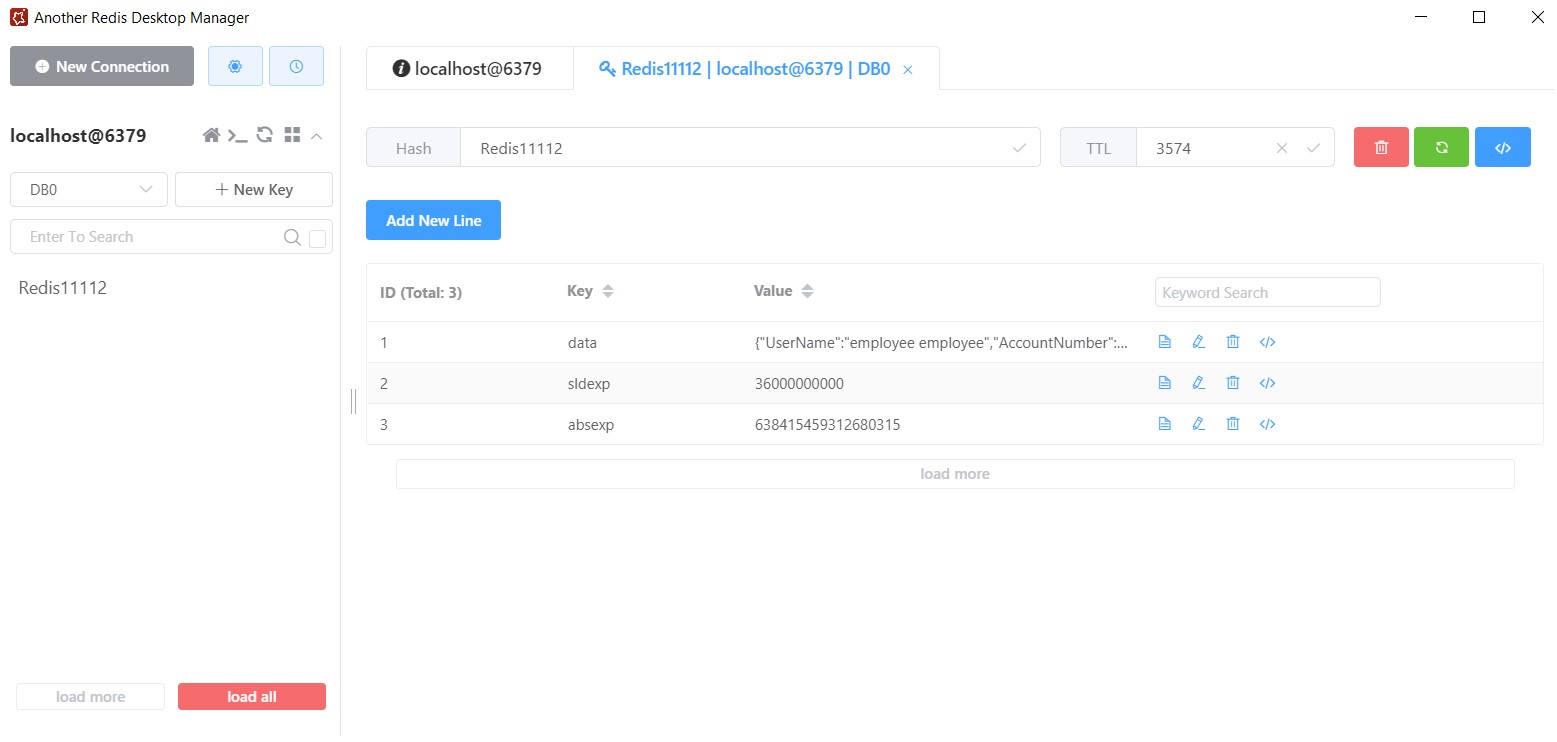 Another Redis Desktop Manager
New Connection
localhost@6379
Redis11112 | localhost@6379 | DB0
localhost@6379
Hash
Redis11112
TTL
3574
DB0
New Key
Enter To Search
Add New Line
Redis11112
ID (Total: 3)
Key
Value
Keyword Search
1 data {"UserName":"employee employee","AccountNumber":...
2 sldexp 36000000000
3 absexp 638415459312680315
load more
load more
load all